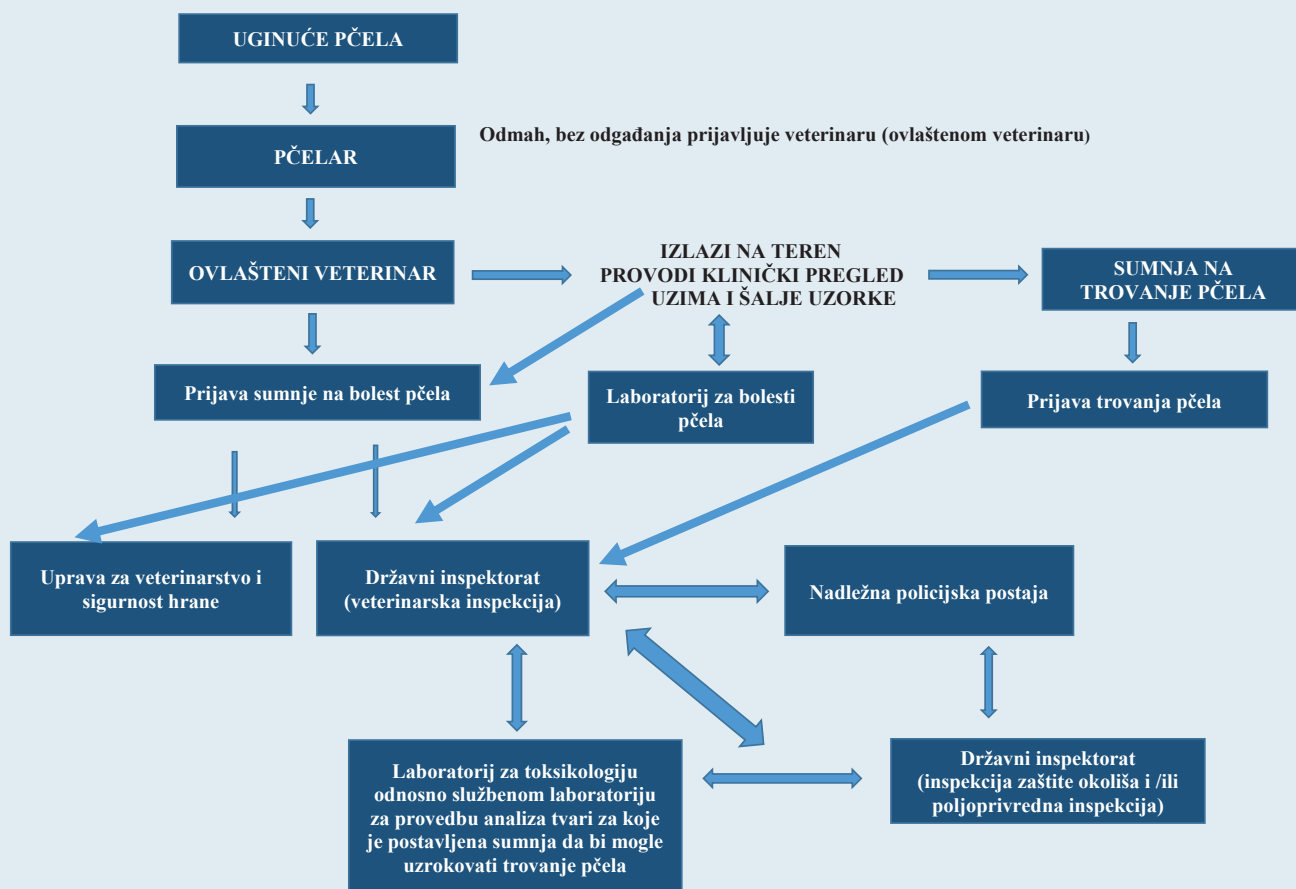 UGINUĆE PČELA
PČELAR
Odmah, bez odgađanja prijavljuje veterinaru (ovlaštenom veterinaru)
OVLAŠTENI VETERINAR
IZLAZI NA TEREN
PROVODI KLINIČKI PREGLED
UZIMA I ŠALJE UZORKE
SUMNJA NA
TROVANJE PČELA
Prijava sumnje na bolest pčela
Laboratorij za bolesti
pčela
Prijava trovanja pčela
Uprava za veterinarstvo i
sigurnost hrane
Državni inspektorat
(veterinarska inspekcija)
Nadležna policijska postaja
Laboratorij za toksikologiju
odnosno službenom laboratoriju
za provedbu analiza tvari za koje
je postavljena sumnja da bi mogle
uzrokovati trovanje pčela
Državni inspektorat
(inspekcija zaštite okoliša i /ili
poljoprivredna inspekcija)